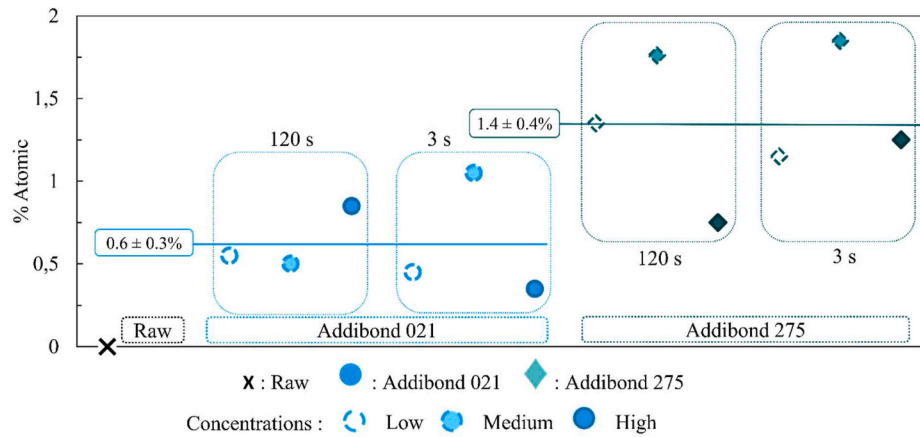 2
1,5
1
0,5
0
% Atomic
120 s
3 s
0.6 ± 0.3%
1.4 ± 0.4%
120 s
3 s
Raw
Addibond 021
Addibond 275
X : Raw : Addibond 021 : Addibond 275
Concentrations : Low Medium High